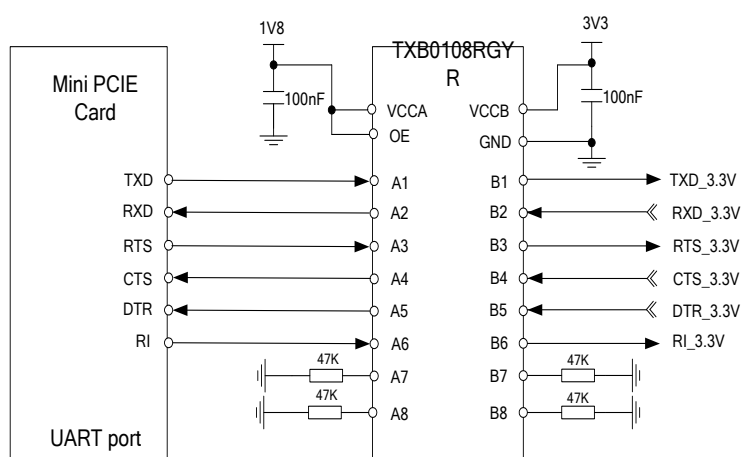 1V8
3V3
TXB0108RGY
R
Mini PCIE
Card
100nF
VCCA
VCCB
100nF
OE
GND
TXD
A1
B1
TXD_3.3V
RXD
A2
B2
RXD_3.3V
RTS
A3
B3
RTS_3.3V
CTS
A4
B4
CTS_3.3V
DTR
A5
B5
DTR_3.3V
RI
A6
B6
RI_3.3V
47K
A7
B7
47K
47K
A8
B8
47K
UART port